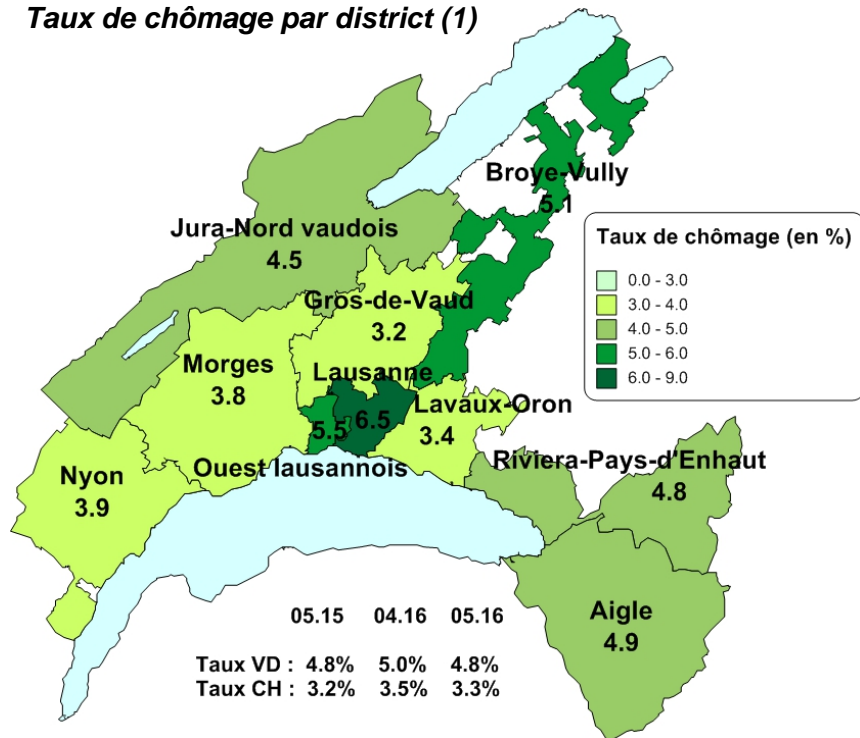 Taux de chômage par district (1)
Broye-Vully
5.1
Jura-Nord vaudois
4.5
Taux de chômage (en %)
0.0 - 3.0
3.0 - 4.0
4.0 - 5.0
5.0 - 6.0
6.0 - 9.0
Gros-de-Vaud
3.2
Morges
3.8
Lausanne
6.5
Lavaux-Oron
3.4
5.5
Ouest lausannois
Riviera-Pays-d'Enhaut
4.8
Nyon
3.9
Aigle
4.9
05.15 04.16 05.16
Taux VD : 4.8% 5.0% 4.8%
Taux CH : 3.2% 3.5% 3.3%